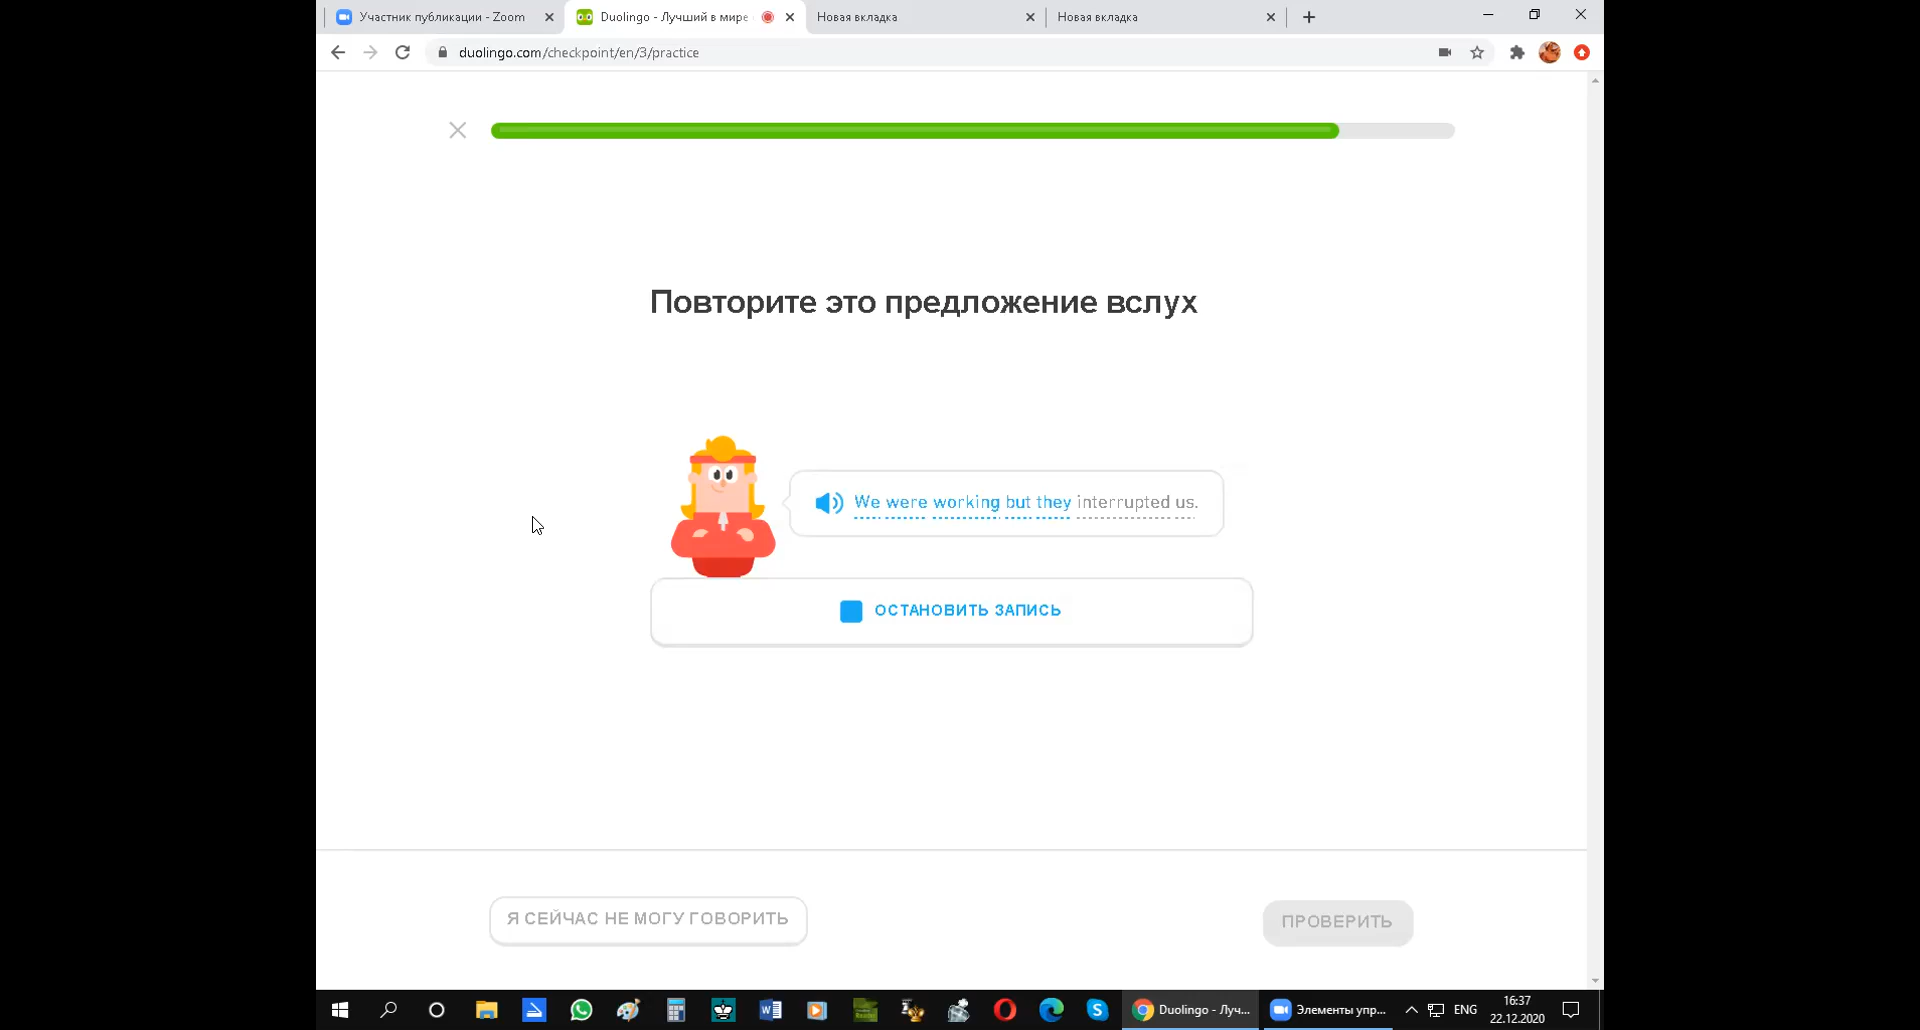 Участник публикации - Zoom
Duolingo - Лучший в мире
Новая вкладка
Новая вкладка
duolingo.com/checkpoint/en/3/practice
Повторите это предложение вслух
We were working but they interrupted us.
ОСТАНОВИТЬ ЗАПИСЬ
Я СЕЙЧАС НЕ МОГУ ГОВОРИТЬ
ПРОВЕРИТЬ
Duolingo - Луч...
Элементы упр...
ENG
16:37
22.12.2020